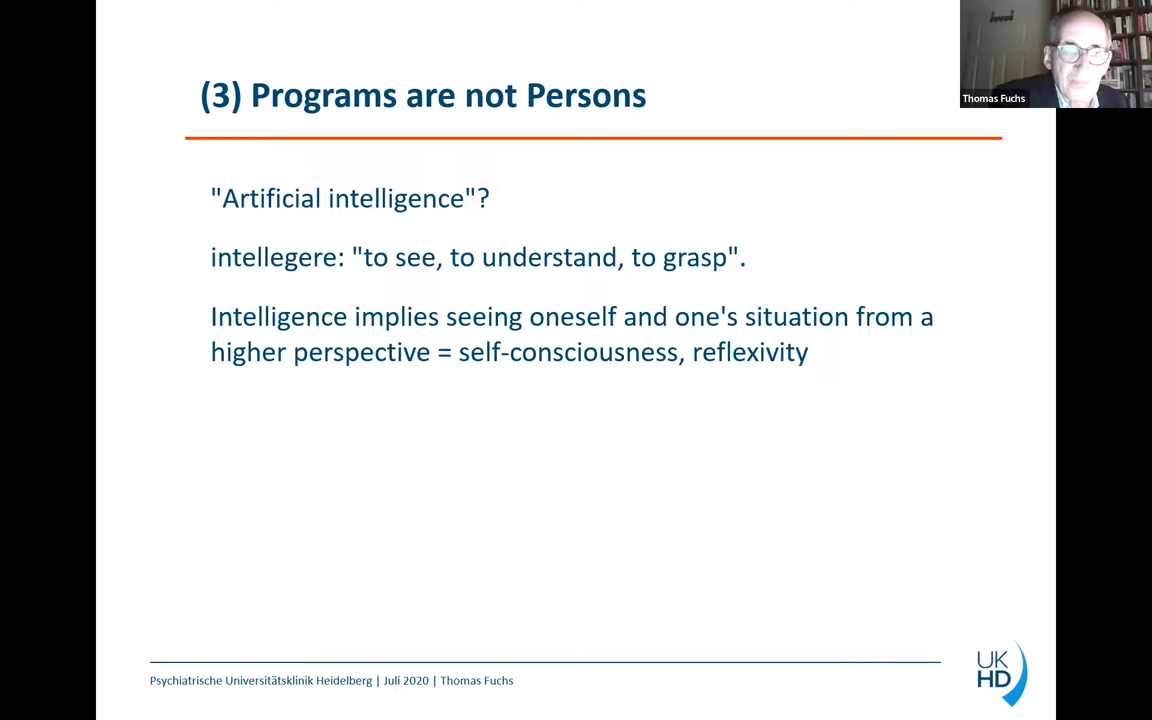 (3) Programs are not Persons
Thomas Fuchs
"Artificial intelligence"?
intellegere: "to see, to understand, to grasp".
Intelligence implies seeing oneself and one's situation from a
higher perspective = self-consciousness, reflexivity
Psychiatrische Universitätsklinik Heidelberg | Juli 2020 | Thomas Fuchs
UK
HD